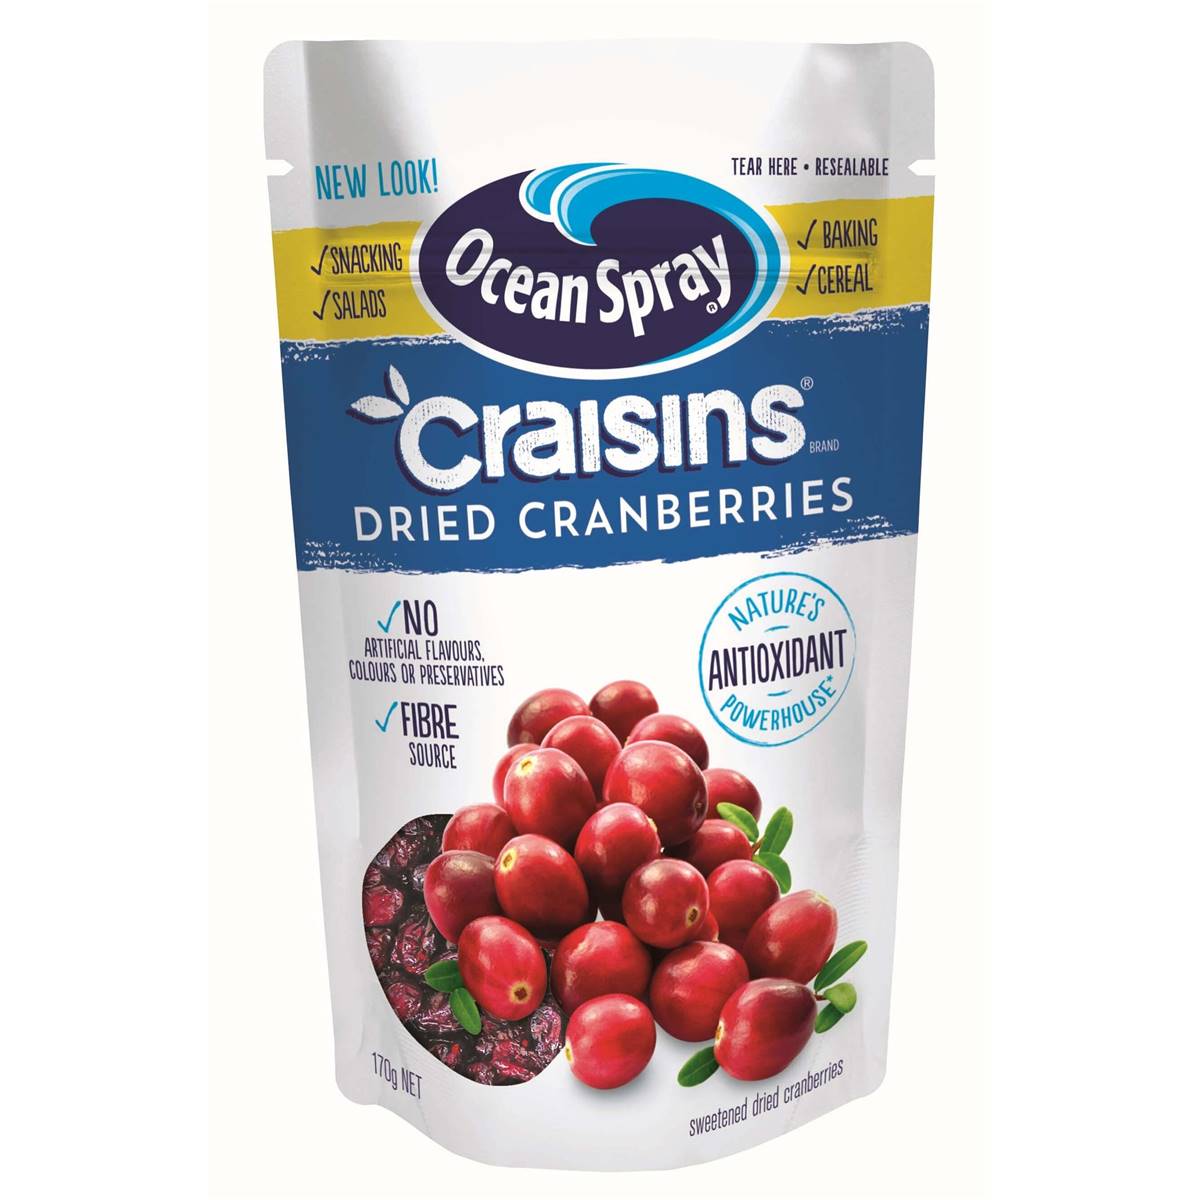 NEW LOOK!
TEAR HERE • RESEALABLE
✓SNACKING
✓SALADS
Ocean Spray®
✓ BAKING
✓CEREAL
Craisins®
BRAND
DRIED CRANBERRIES
✓NO
ARTIFICIAL FLAVOURS,
COLOURS OR PRESERVATIVES
✓FIBRE
SOURCE
NATURE'S
ANTIOXIDANT
POWERHOUSE*
170g NET
sweetened dried cranberries